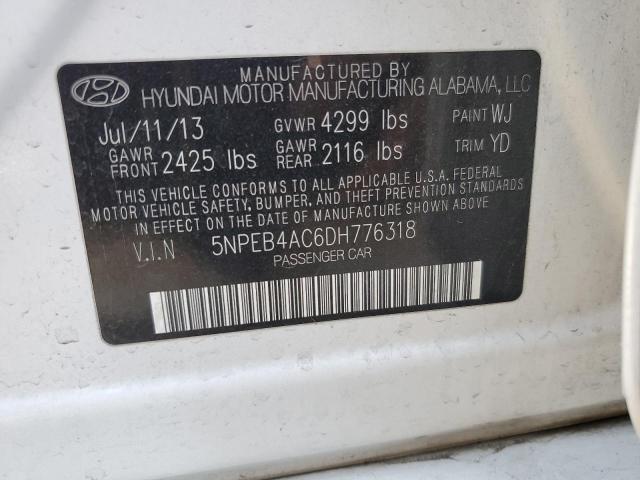 MANUFACTURED BY
HYUNDAI MOTOR MANUFACTURING ALABAMA, LLC
Jul/11/13 GVWR 4299 lbs PAINT WJ
GAWR FRONT 2425 lbs GAWR REAR 2116 lbs TRIM YD
THIS VEHICLE CONFORMS TO ALL APPLICABLE U.S.A. FEDERAL
MOTOR VEHICLE SAFETY, BUMPER, AND THEFT PREVENTION STANDARDS
IN EFFECT ON THE DATE OF MANUFACTURE SHOWN ABOVE.
V.I.N 5NPEB4AC6DH776318
PASSENGER CAR